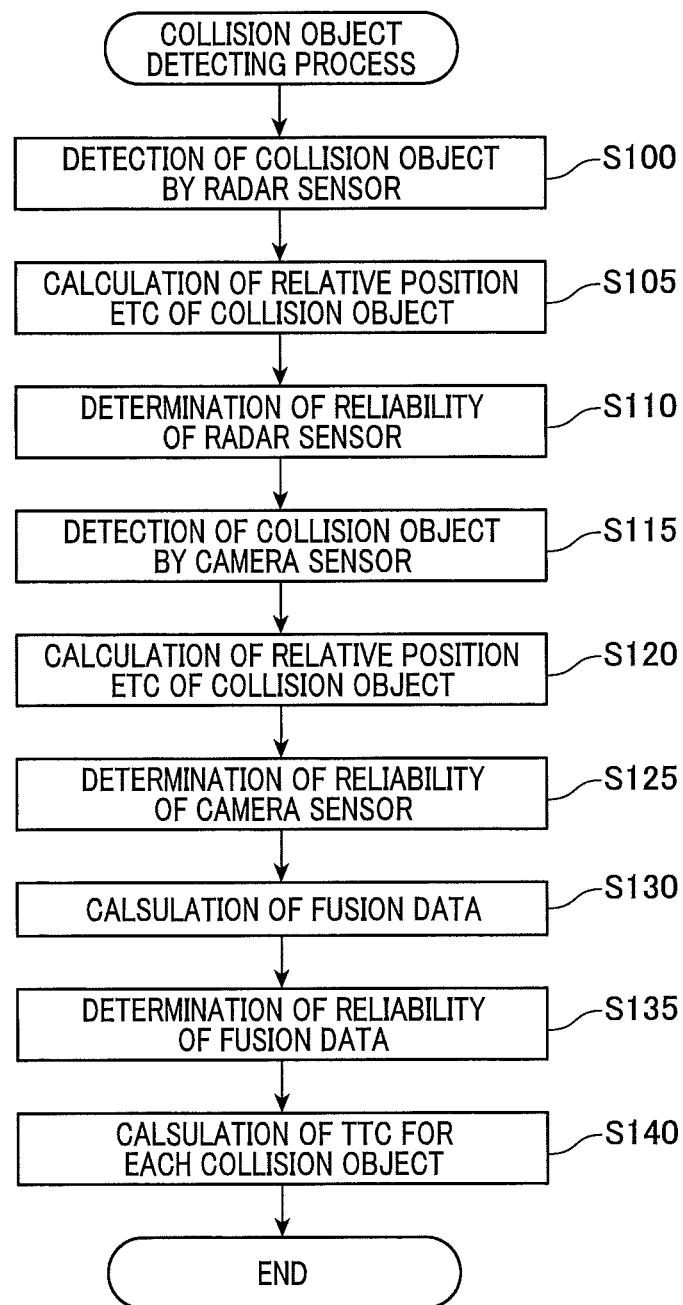 COLLISION OBJECT
DETECTING PROCESS
DETECTION OF COLLISION OBJECT
BY RADAR SENSOR
S100
CALCULATION OF RELATIVE POSITION
ETC OF COLLISION OBJECT
S105
DETERMINATION OF RELIABILITY
OF RADAR SENSOR
S110
DETECTION OF COLLISION OBJECT
BY CAMERA SENSOR
S115
CALCULATION OF RELATIVE POSITION
ETC OF COLLISION OBJECT
S120
DETERMINATION OF RELIABILITY
OF CAMERA SENSOR
S125
CALSULATION OF FUSION DATA
S130
DETERMINATION OF RELIABILITY
OF FUSION DATA
S135
CALSULATION OF TTC FOR
EACH COLLISION OBJECT
S140
END